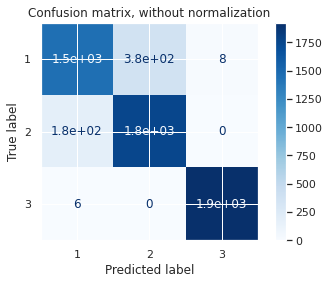 Confusion matrix, without normalization
1 1.5e+03 3.8e+02 8
2 1.8e+02 1.8e+03 0
3 6 0 1.9e+03
1 2 3
True label
Predicted label
1750
1500
1250
1000
750
500
250
0